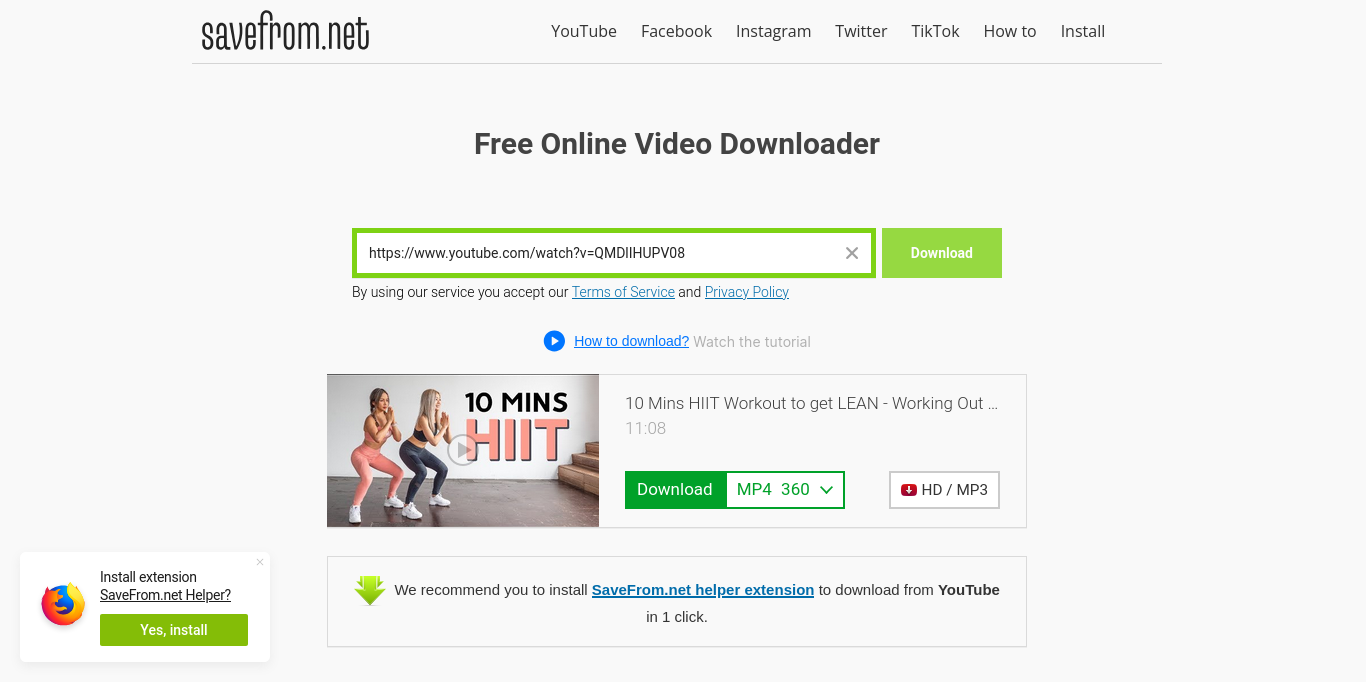 savefrom.net
YouTube Facebook Instagram Twitter TikTok How to Install
Free Online Video Downloader
https://www.youtube.com/watch?v=QMDlIHUPV08
Download
By using our service you accept our Terms of Service and Privacy Policy
How to download? Watch the tutorial
10 MINS
HIIT
10 Mins HIIT Workout to get LEAN - Working Out ...
11:08
Download MP4 360
HD / MP3
We recommend you to install SaveFrom.net helper extension to download from YouTube
in 1 click.
Install extension
SaveFrom.net Helper?
Yes, install